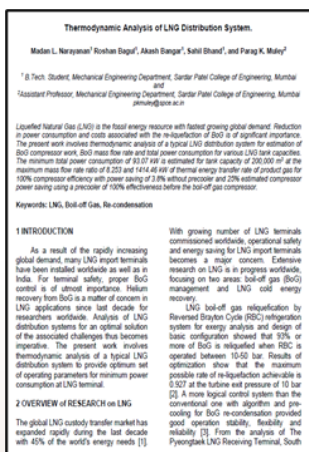 Thermodynamic Analysis of LNG Distribution System.
Madan L. Narayanan¹ Roshan Bagul¹, Akash Bangar¹, Sahil Bhand¹, and Parag K. Muley²
¹ B.Tech. Student, Mechanical Engineering Department, Sardar Patel College of Engineering, Mumbai
and
²Assistant Professor, Mechanical Engineering Department, Sardar Patel College of Engineering, Mumbai
pkmuley@spce.ac.in
Liquefied Natural Gas (LNG) is the fossil energy resource with fastest growing global demand. Reduction
in power consumption and costs associated with the re-liquefaction of BoG is of significant importance.
The present work involves thermodynamic analysis of a typical LNG distribution system for estimation of
BoG compressor work, BoG mass flow rate and total power consumption for various LNG tank capacities.
The minimum total power consumption of 93.07 kW is estimated for tank capacity of 200,000 m³ at the
maximum mass flow rate ratio of 8.253 and 1414.46 kW of thermal energy transfer rate of product gas for
100% compressor efficiency with power saving of 3.8% without precooler and 25% estimated compressor
power saving using a precooler of 100% effectiveness before the boil-off gas compressor.
Keywords: LNG, Boil-off Gas, Re-condensation
1 INTRODUCTION
As a result of the rapidly increasing
global demand, many LNG import terminals
have been installed worldwide as well as in
India. For terminal safety, proper BoG
control is of utmost importance. Helium
recovery from BoG is a matter of concern in
LNG applications since last decade for
researchers worldwide. Analysis of LNG
distribution systems for an optimal solution
of the associated challenges thus becomes
imperative. The present work involves
thermodynamic analysis of a typical LNG
distribution system to provide optimum set
of operating parameters for minimum power
consumption at LNG terminal.
2 OVERVIEW of RESEARCH on LNG
The global LNG custody transfer market has
expanded rapidly during the last decade
with 45% of the world's energy needs [1].
With growing number of LNG terminals
commissioned worldwide, operational safety
and energy saving for LNG import terminals
becomes a major concern. Extensive
research on LNG is in progress worldwide,
focusing on two areas: boil-off gas (BoG)
management and LNG cold energy
recovery.
LNG boil-off gas reliquefication by
Reversed Brayton Cycle (RBC) refrigeration
system for exergy analysis and design of
basic configuration showed that 93% or
more of BoG is reliquefied when RBC is
operated between 10-50 bar. Results of
optimization show that the maximum
possible rate of re-liquefaction achievable is
0.927 at the turbine exit pressure of 10 bar
[2]. A more logical control system than the
conventional one with algorithm and pre-
cooling for BoG re-condensation provided
good operation stability, flexibility and
reliability [3]. From the analysis of The
Pyeongtaek LNG Receiving Terminal, South